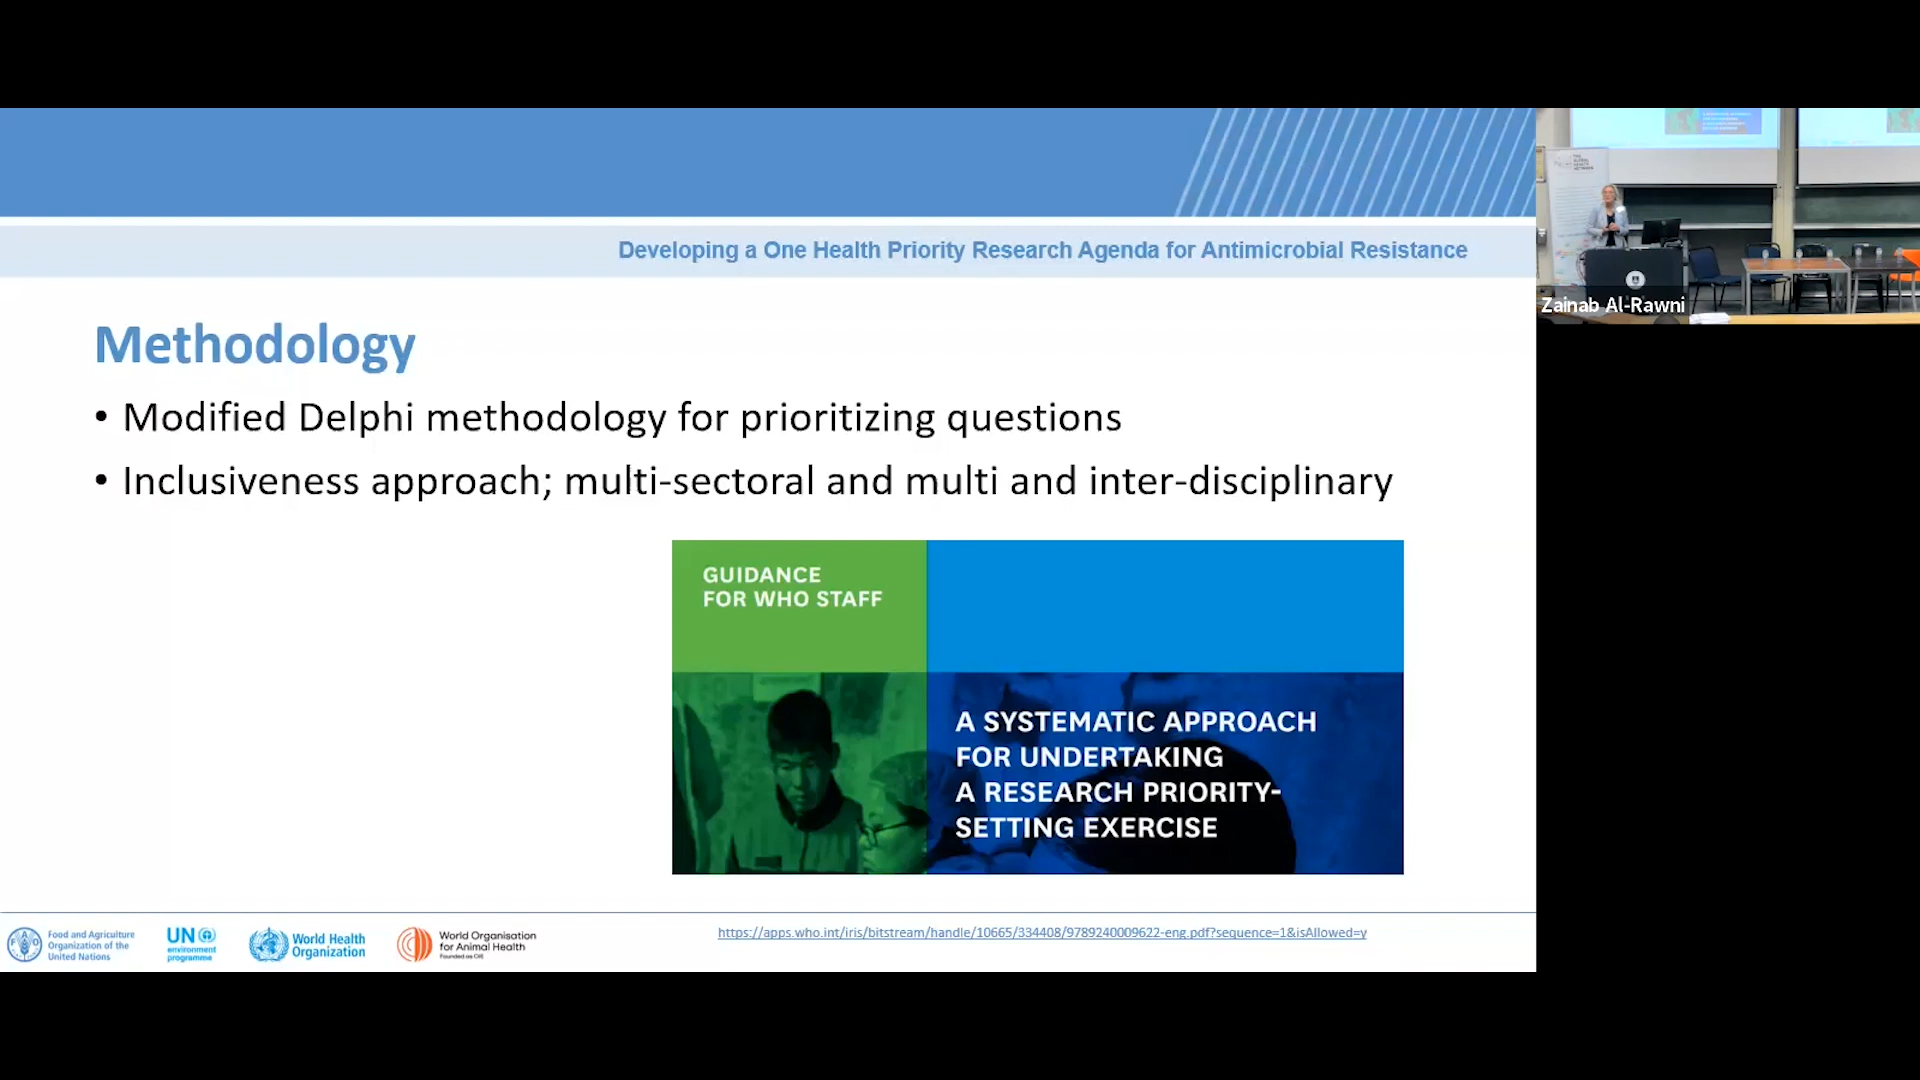 Developing a One Health Priority Research Agenda for Antimicrobial Resistance
Methodology
• Modified Delphi methodology for prioritizing questions
• Inclusiveness approach; multi-sectoral and multi and inter-disciplinary
GUIDANCE
FOR WHO STAFF
A SYSTEMATIC APPROACH
FOR UNDERTAKING
A RESEARCH PRIORITY-
SETTING EXERCISE
Food and Agriculture
Organization of the
United Nations
UN
environment
programme
World Health
Organization
World Organisation
for Animal Health
Founded as OIE
https://apps.who.int/iris/bitstream/handle/10665/334408/9789240009622-eng.pdf?sequence=1&isAllowed=y
Zainab Al-Rawni